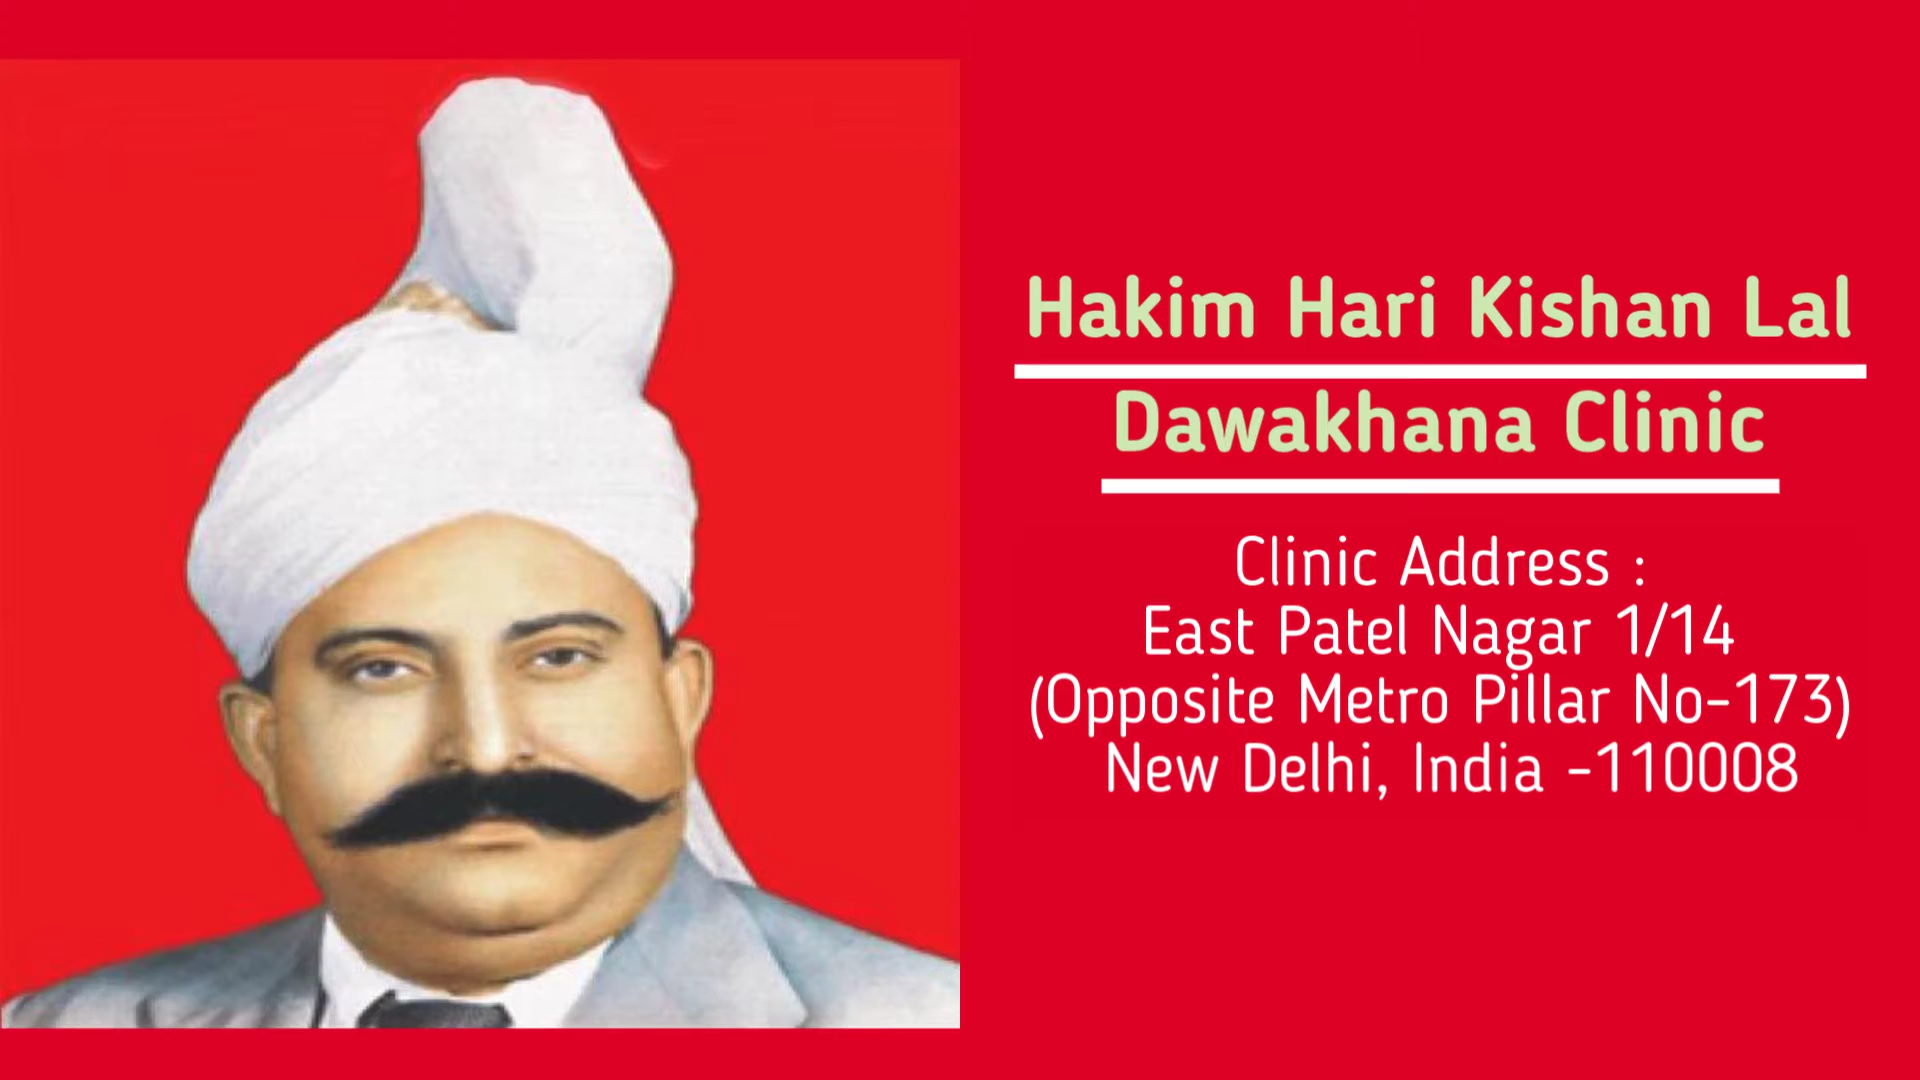 Hakim Hari Kishan Lal
Dawakhana Clinic
Clinic Address :
East Patel Nagar 1/14
(Opposite Metro Pillar No-173)
New Delhi, India -110008